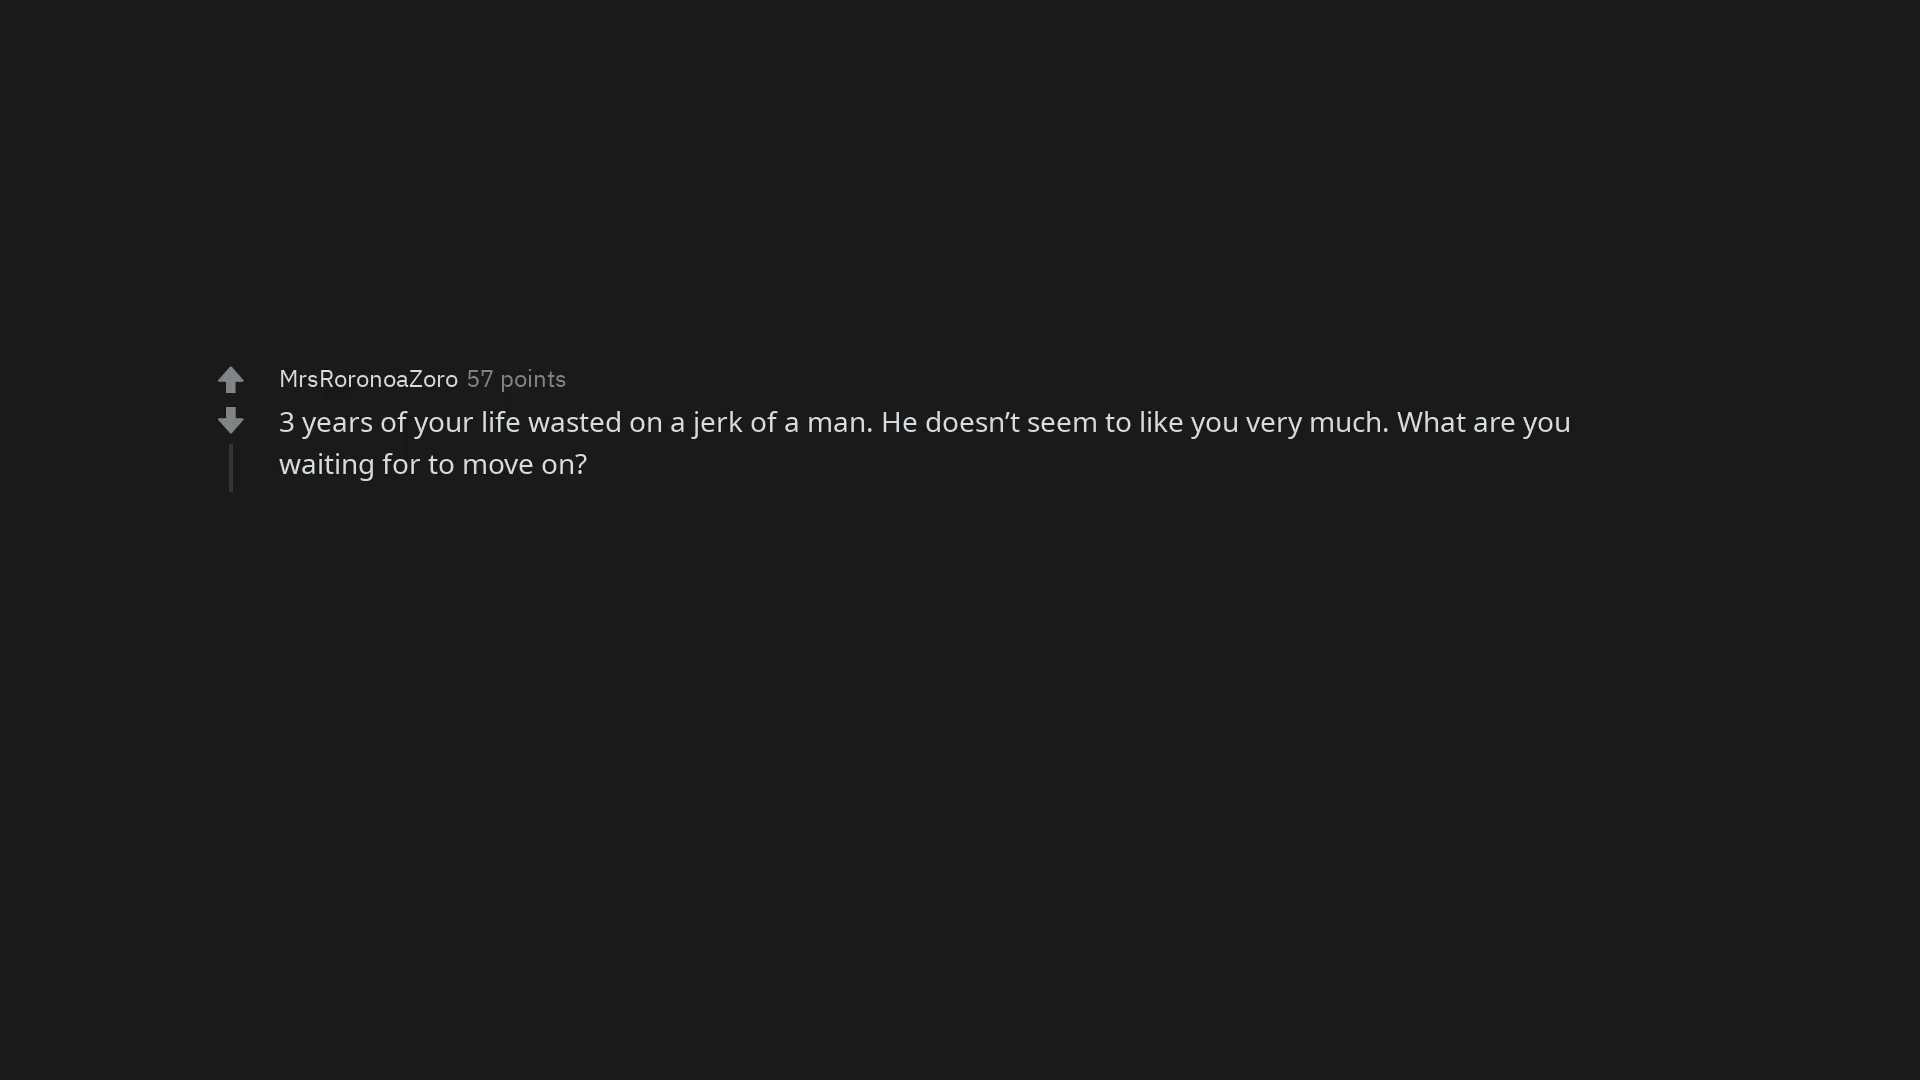 MrsRoronoaZoro 57 points
3 years of your life wasted on a jerk of a man. He doesn’t seem to like you very much. What are you
waiting for to move on?